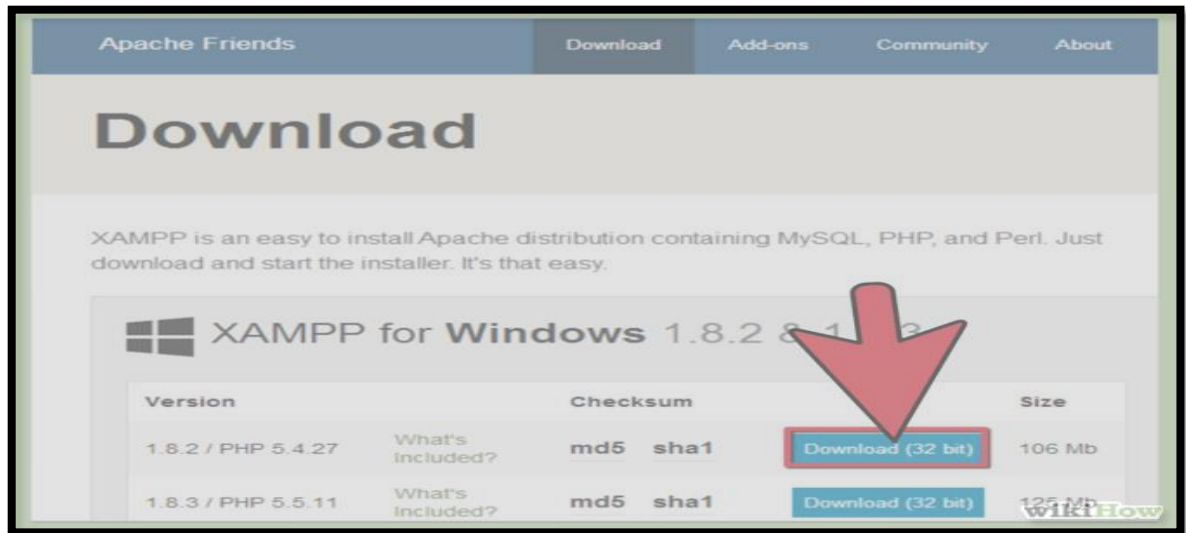 Apache Friends Download Add-ons Community About
Download
XAMPP is an easy to install Apache distribution containing MySQL, PHP, and Perl. Just
download and start the installer. It's that easy.
XAMPP for Windows 1.8.2 & 3
Version Checksum Size
1.8.2 / PHP 5.4.27 What's Included? md5 sha1 Download (32 bit) 106 Mb
1.8.3 / PHP 5.5.11 What's Included? md5 sha1 Download (32 bit) 125 Mb
wikiHow